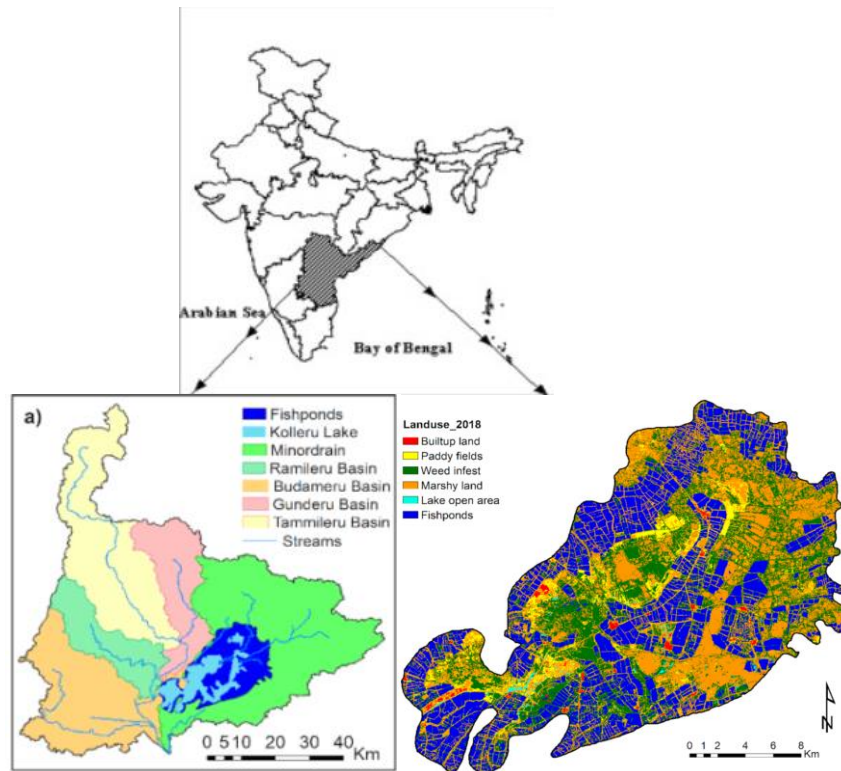 Arabian Sea
Bay of Bengal
a)
Fishponds
Kolleru Lake
Minordrain
Ramileru Basin
Budameru Basin
Gunderu Basin
Tammileru Basin
Streams
0 5 10 20 30 40
Km
Landuse_2018
Builtup land
Paddy fields
Weed infest
Marshy land
Lake open area
Fishponds
N
0 1 2 4 6 8
Km